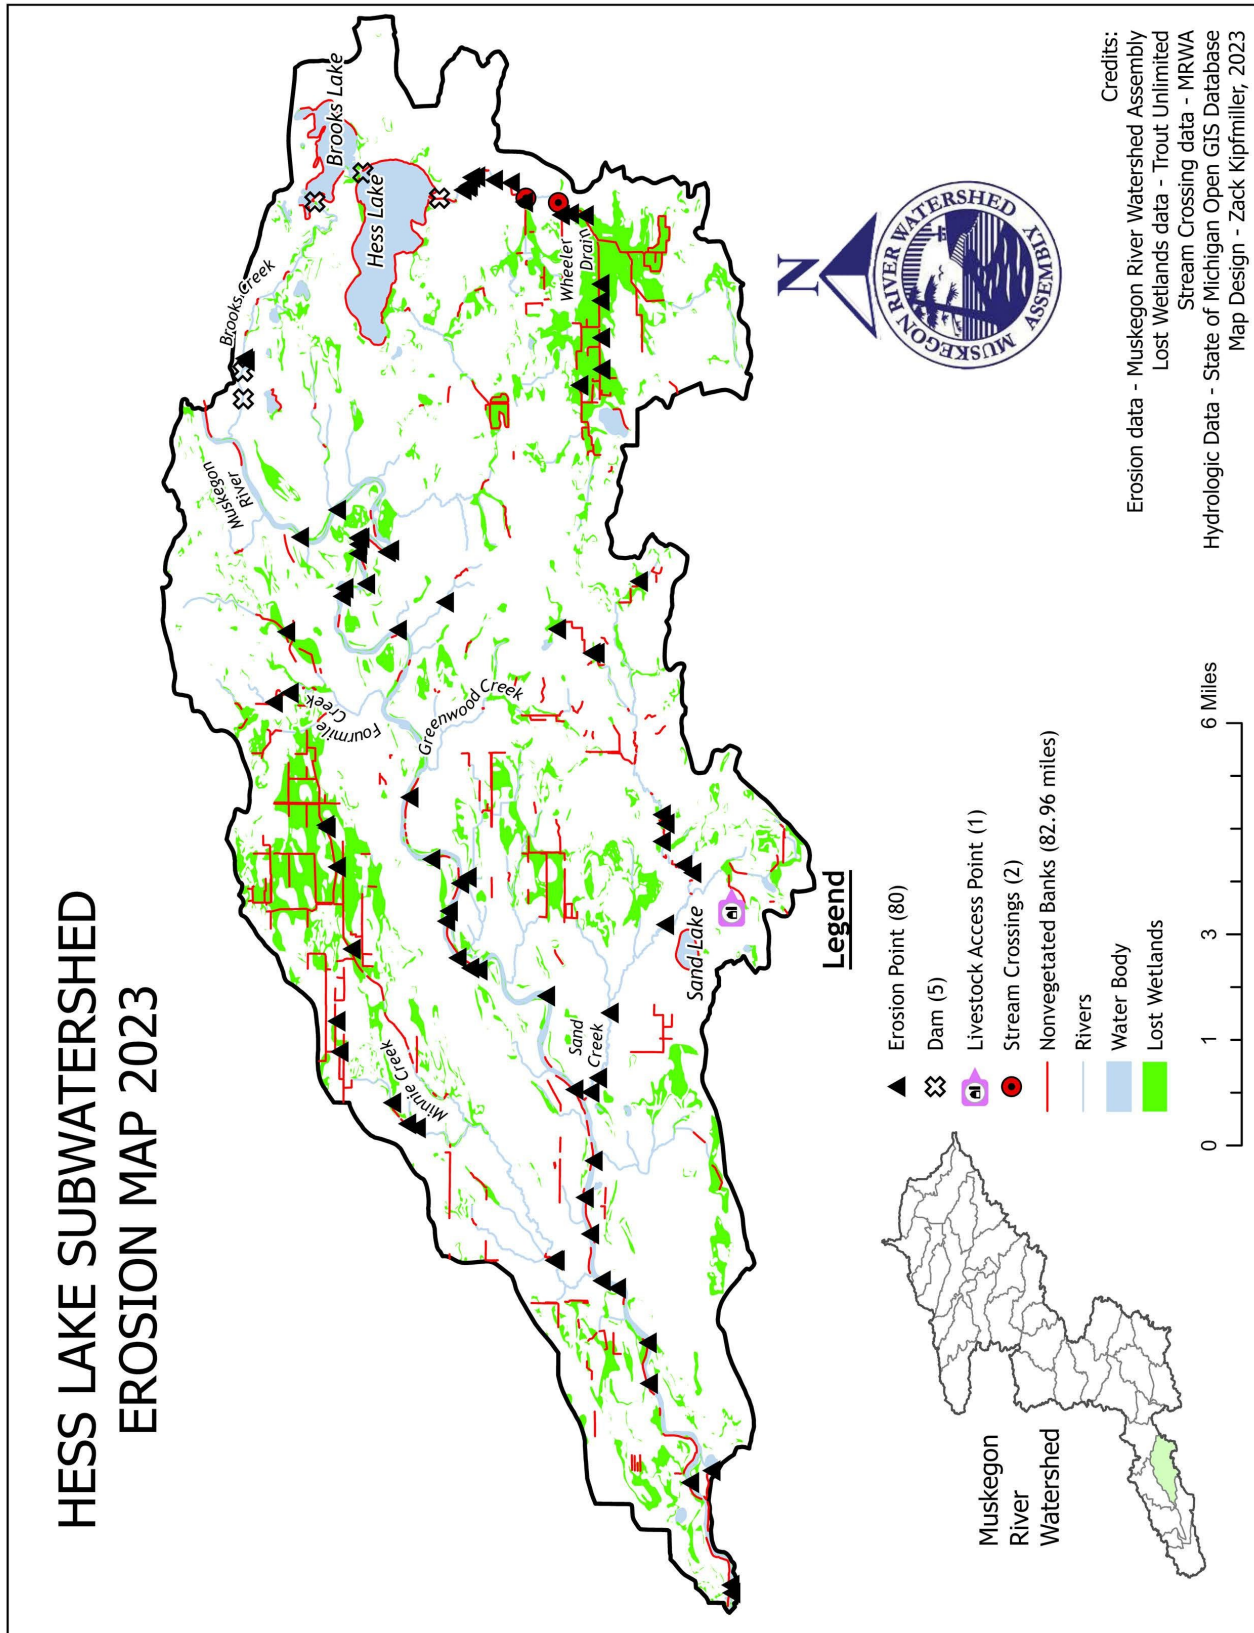 HESS LAKE SUBWATERSHED
EROSION MAP 2023
Brooks Lake
Hess Lake
Brooks Creek
Muskegon
River
Wheeler
Drain
Fourmile
Creek
Greenwood Creek
Minnie Creek
Sand
Creek
Sand Lake
Legend
Erosion Point (80)
Dam (5)
Livestock Access Point (1)
Stream Crossings (2)
Nonvegetated Banks (82.96 miles)
Rivers
Water Body
Lost Wetlands
0 1 3 6 Miles
Muskegon
River
Watershed
N
MUSKEGON RIVER WATERSHED
ASSEMBLY
Credits:
Erosion data - Muskegon River Watershed Assembly
Lost Wetlands data - Trout Unlimited
Stream Crossing data - MRWA
Hydrologic Data - State of Michigan Open GIS Database
Map Design - Zack Kipfmiller, 2023